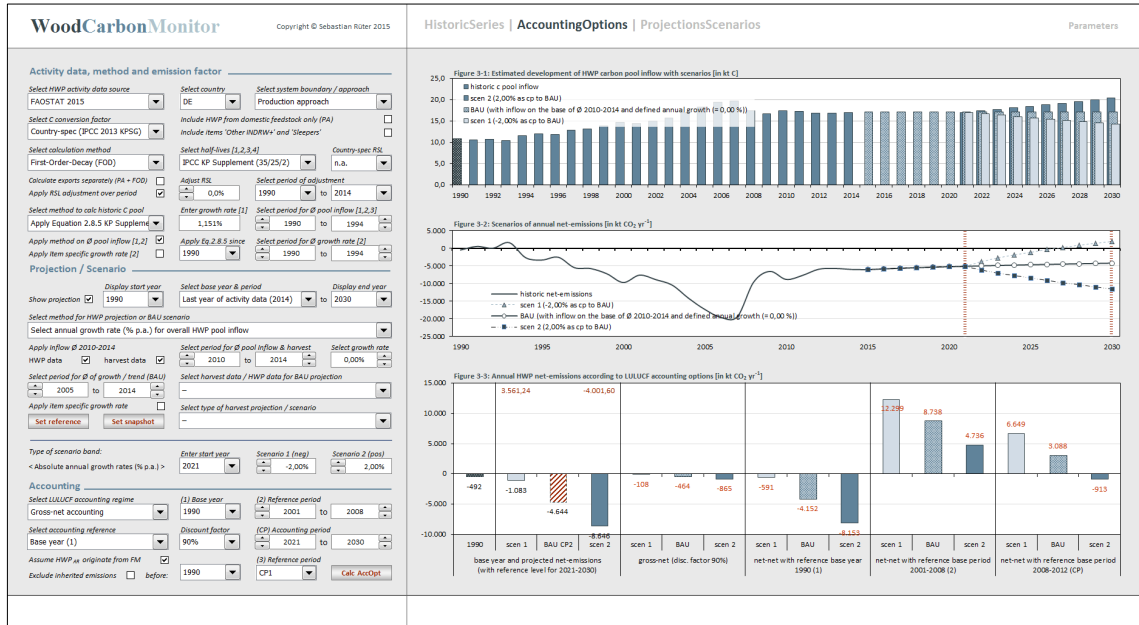 WoodCarbonMonitor
Copyright © Sebastian Rüter 2015
HistoricSeries | AccountingOptions | ProjectionsScenarios
Parameters
Activity data, method and emission factor
Select HWP activity data source
Select country
Select system boundary / approach
FAOSTAT 2015
DE
Production approach
Select C conversion factor
Include HWP from domestic feedstock only (PA)
Country-spec (IPCC 2013 KPSG)
Include items 'Other INDRW+' and 'Sleepers'
Select calculation method
Select half-lives [1,2,3,4]
Country-spec RSL
First-Order-Decay (FOD)
IPCC KP Supplement (35/25/2)
n.a.
Calculate exports separately (PA + FOD)
Adjust RSL
Select period of adjustment
Apply RSL adjustment over period
0,0%
1990
to
2014
Select method to calc historic C pool
Enter growth rate [1]
Select period for Ø pool inflow [1,2,3]
Apply Equation 2.8.5 KP Suppleme
1,151%
1990
to
1994
Apply method on Ø pool inflow [1,2]
Apply Eq.2.8.5 since
Select period for Ø growth rate [2]
Apply item specific growth rate [2]
1990
1990
to
1994
Projection / Scenario
Display start year
Select base year & period
Display end year
Show projection
1990
Last year of activity data (2014)
to
2030
Select method for HWP projection or BAU scenario
Select annual growth rate (% p.a.) for overall HWP pool inflow
Apply inflow Ø 2010-2014
Select period for Ø pool inflow & harvest
Select growth rate
HWP data
harvest data
2010
to
2014
0,00%
Select period for Ø of growth / trend (BAU)
Select harvest data / HWP data for BAU projection
2005
to
2014
–
Apply item specific growth rate
Select type of harvest projection / scenario
Set reference
Set snapshot
–
Type of scenario band:
Enter start year
Scenario 1 (neg)
Scenario 2 (pos)
< Absolute annual growth rates (% p.a.) >
2021
-2,00%
2,00%
Accounting
Select LULUCF accounting regime
(1) Base year
(2) Reference period
Gross-net accounting
1990
2001
to
2008
Select accounting reference
Discount factor
(CP) Accounting period
Base year (1)
90%
2021
to
2030
Assume HWP AR originate from FM
(3) Reference period
Exclude inherited emissions
before:
1990
CP1
Calc AccOpt
Figure 3-1: Estimated development of HWP carbon pool inflow with scenarios [in kt C]
25,0
20,0
15,0
10,0
5,0
0,0
historic c pool inflow
scen 2 (2,00% as cp to BAU)
BAU (with inflow on the base of Ø 2010-2014 and defined annual growth (= 0,00 %))
scen 1 (-2,00% as cp to BAU)
1990 1992 1994 1996 1998 2000 2002 2004 2006 2008 2010 2012 2014 2016 2018 2020 2022 2024 2026 2028 2030
Figure 3-2: Scenarios of annual net-emissions [in kt CO₂ yr⁻¹]
5.000
0
-5.000
-10.000
-15.000
-20.000
-25.000
historic net-emissions
scen 1 (-2,00% as cp to BAU)
BAU (with inflow on the base of Ø 2010-2014 and defined annual growth (= 0,00 %))
scen 2 (2,00% as cp to BAU)
1990 1995 2000 2005 2010 2015 2020 2025 2030
Figure 3-3: Annual HWP net-emissions according to LULUCF accounting options [in kt CO₂ yr⁻¹]
15.000
10.000
5.000
0
-5.000
-10.000
3.561,24
-4.001,60
12.299
8.738
4.736
6.649
3.088
-492
-1.083
-4.644
-8.646
-108
-464
-865
-591
-4.152
-8.153
-913
1990 scen 1 BAU CP2 scen 2 scen 1 BAU scen 2 scen 1 BAU scen 2 scen 1 BAU scen 2 scen 1 BAU scen 2
base year and projected net-emissions
(with reference level for 2021-2030)
gross-net (disc. factor 90%)
net-net with reference base year
1990 (1)
net-net with reference base period
2001-2008 (2)
net-net with reference base period
2008-2012 (CP)